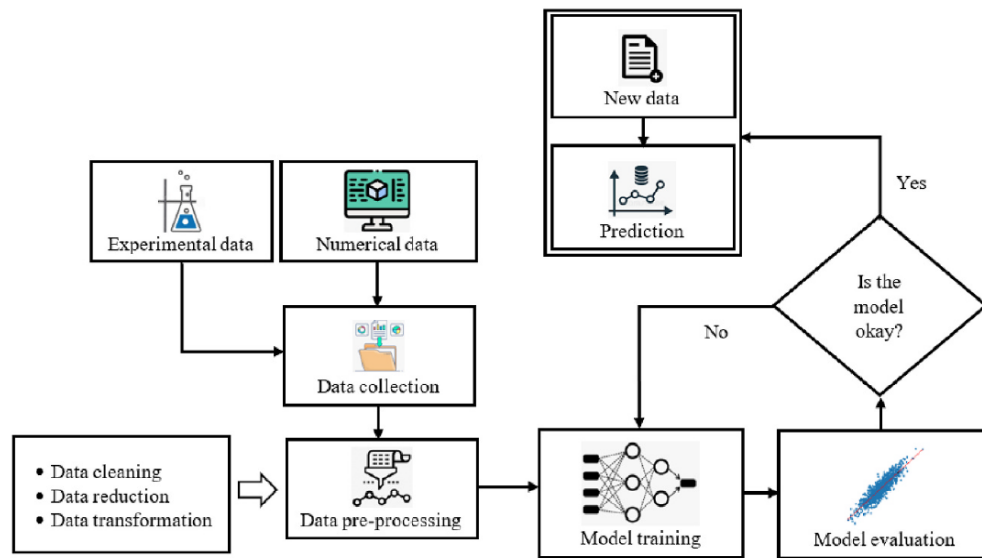 New data
Prediction
Yes
Experimental data
Numerical data
Is the
model
okay?
No
Data collection
• Data cleaning
• Data reduction
• Data transformation
Data pre-processing
Model training
Model evaluation